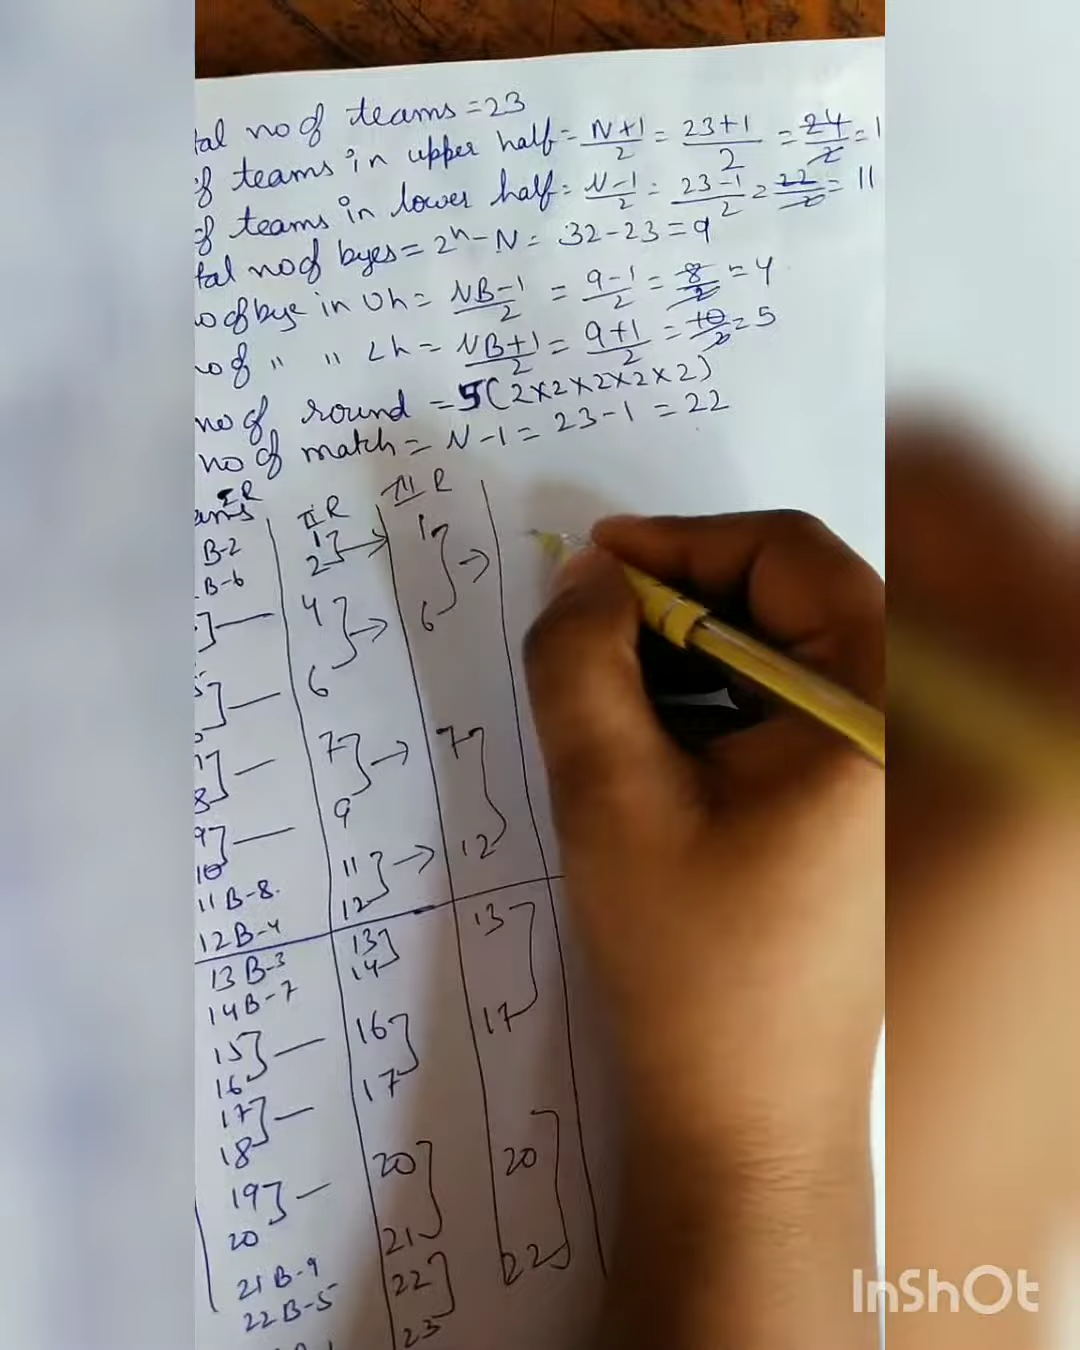 tal no of teams = 23
of teams in upper half = N+1/2 = 23+1/2 = 24/2 = 1
of teams in lower half = N-1/2 = 23-1/2 = 22/2 = 11
tal no of byes = 2ⁿ - N = 32 - 23 = 9
no of bye in Uh = NB-1/2 = 9-1/2 = 8/2 = 4
no of " " Lh = NB+1/2 = 9+1/2 = 10/2 = 5
no of round = 5 (2×2×2×2×2)
no of match = N-1 = 23-1 = 22
ams IR II R III R
B-2 1 1
B-6 2
4 6
6
7 7
8
9 9
10
11 B-8 11 12
12 B-4 12
13 B-3 13 13
14 B-7 14
15 16 17
16
17 17
18
19 20 20
20
21 B-9 21
22 B-5 22 22
23
InShOt